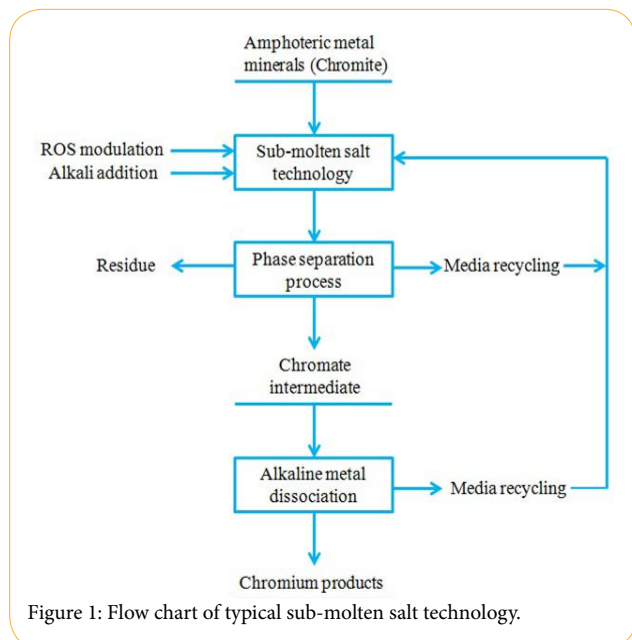 Amphoteric metal
minerals (Chromite)
ROS modulation
Alkali addition
Sub-molten salt
technology
Residue
Phase separation
process
Media recycling
Chromate
intermediate
Alkaline metal
dissociation
Media recycling
Chromium products
Figure 1: Flow chart of typical sub-molten salt technology.